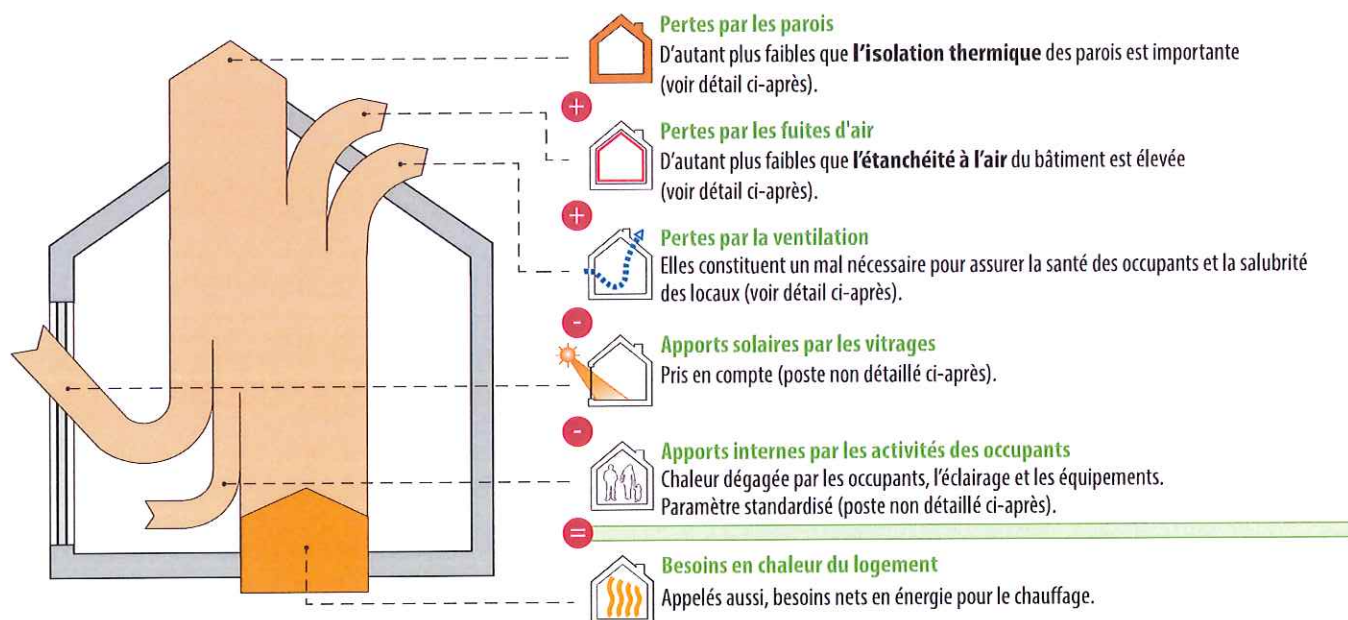 Pertes par les parois
D'autant plus faibles que l'isolation thermique des parois est importante
(voir détail ci-après).
+
Pertes par les fuites d'air
D'autant plus faibles que l'étanchéité à l'air du bâtiment est élevée
(voir détail ci-après).
+
Pertes par la ventilation
Elles constituent un mal nécessaire pour assurer la santé des occupants et la salubrité
des locaux (voir détail ci-après).
-
Apports solaires par les vitrages
Pris en compte (poste non détaillé ci-après).
-
Apports internes par les activités des occupants
Chaleur dégagée par les occupants, l'éclairage et les équipements.
Paramètre standardisé (poste non détaillé ci-après).
=
Besoins en chaleur du logement
Appelés aussi, besoins nets en énergie pour le chauffage.